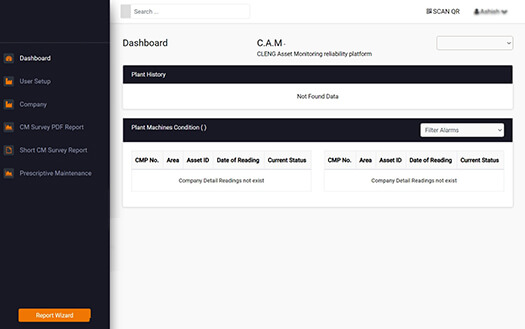 Search ...
SCAN QR
Dashboard
User Setup
Company
CM Survey PDF Report
Short CM Survey Report
Prescriptive Maintenance
Report Wizard
Dashboard
C.A.M -
CLENG Asset Monitoring reliability platform
Plant History
Not Found Data
Plant Machines Condition ( )
Filter Alarms
CMP No. Area Asset ID Date of Reading Current Status
Company Detail Readings not exist
CMP No. Area Asset ID Date of Reading Current Status
Company Detail Readings not exist